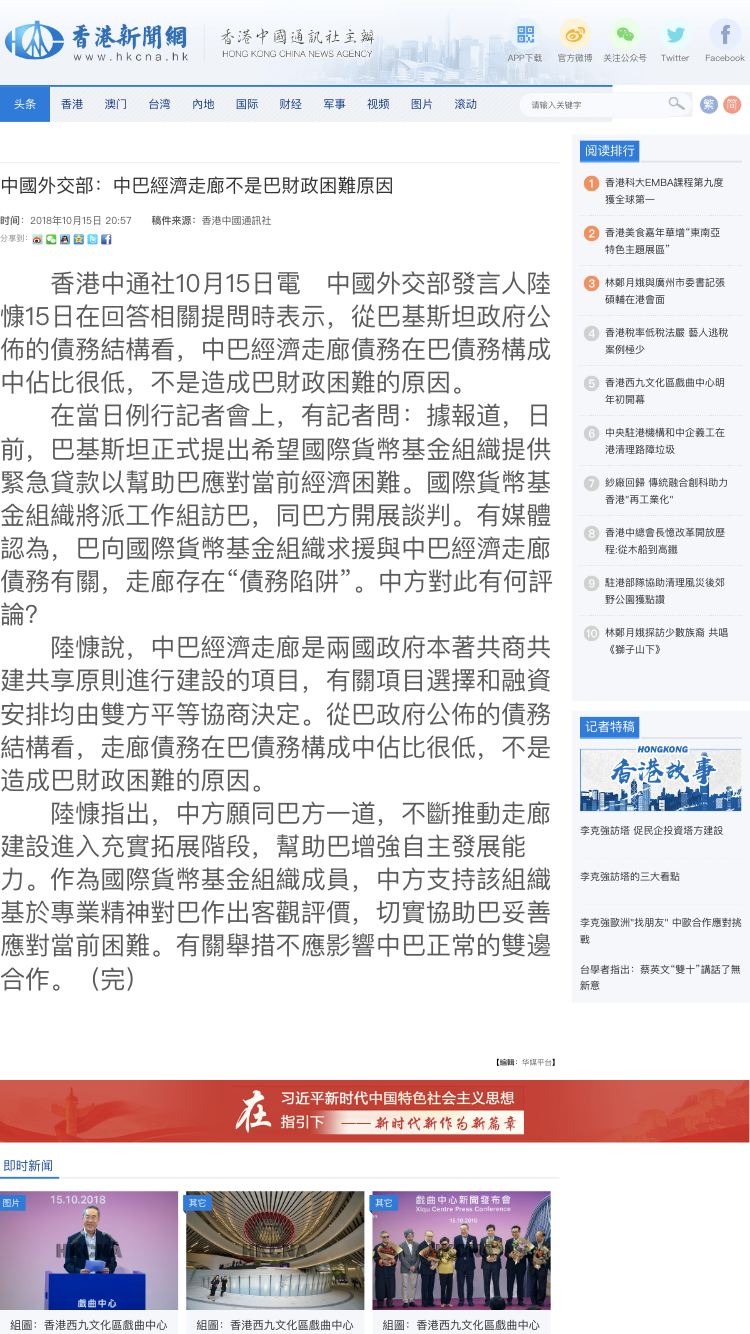 香港新聞網
www.hkcna.hk
香港中國通訊社主辦
HONG KONG CHINA NEWS AGENCY
APP下载
官方微博
关注公众号
Twitter
Facebook
头条 香港 澳门 台湾 内地 国际 财经 军事 视频 图片 滚动
请输入关键字
繁 简
中國外交部：中巴經濟走廊不是巴財政困難原因
时间：2018年10月15日 20:57 稿件来源：香港中國通訊社
分享到：
香港中通社10月15日電　中國外交部發言人陸
慷15日在回答相關提問時表示，從巴基斯坦政府公
佈的債務結構看，中巴經濟走廊債務在巴債務構成
中佔比很低，不是造成巴財政困難的原因。
在當日例行記者會上，有記者問：據報道，日
前，巴基斯坦正式提出希望國際貨幣基金組織提供
緊急貸款以幫助巴應對當前經濟困難。國際貨幣基
金組織將派工作組訪巴，同巴方開展談判。有媒體
認為，巴向國際貨幣基金組織求援與中巴經濟走廊
債務有關，走廊存在“債務陷阱”。中方對此有何評
論？
陸慷說，中巴經濟走廊是兩國政府本著共商共
建共享原則進行建設的項目，有關項目選擇和融資
安排均由雙方平等協商決定。從巴政府公佈的債務
結構看，走廊債務在巴債務構成中佔比很低，不是
造成巴財政困難的原因。
陸慷指出，中方願同巴方一道，不斷推動走廊
建設進入充實拓展階段，幫助巴增強自主發展能
力。作為國際貨幣基金組織成員，中方支持該組織
基於專業精神對巴作出客觀評價，切實協助巴妥善
應對當前困難。有關舉措不應影響中巴正常的雙邊
合作。（完）
【編輯：华媒平台】
阅读排行
1 香港科大EMBA課程第九度
獲全球第一
2 香港美食嘉年華增“東南亞
特色主題展區”
3 林鄭月娥與廣州市委書記張
碩輔在港會面
4 香港稅率低稅法嚴 藝人逃稅
案例極少
5 香港西九文化區戲曲中心明
年初開幕
6 中央駐港機構和中企義工在
港清理路障垃圾
7 紗廠回歸 傳統融合創科助力
香港"再工業化"
8 香港中總會長憶改革開放歷
程:從木船到高鐵
9 駐港部隊協助清理風災後郊
野公園獲點讚
10 林鄭月娥探訪少數族裔 共唱
《獅子山下》
记者特稿
HONGKONG
香港故事
李克強訪塔 促民企投資塔方建設
李克強訪塔的三大看點
李克強歐洲"找朋友" 中歐合作應對挑
戰
台學者指出：蔡英文“雙十”講話了無
新意
在
习近平新时代中国特色社会主义思想
指引下 ——新时代新作为新篇章
即时新闻
图片
15.10.2018
HKCNA
戲曲中心
組圖：香港西九文化區戲曲中心
其它
HKCNA
組圖：香港西九文化區戲曲中心
其它
戲曲中心新聞發布會
Xiqu Centre Press Conference
15.10.2018
HKCNA
組圖：香港西九文化區戲曲中心